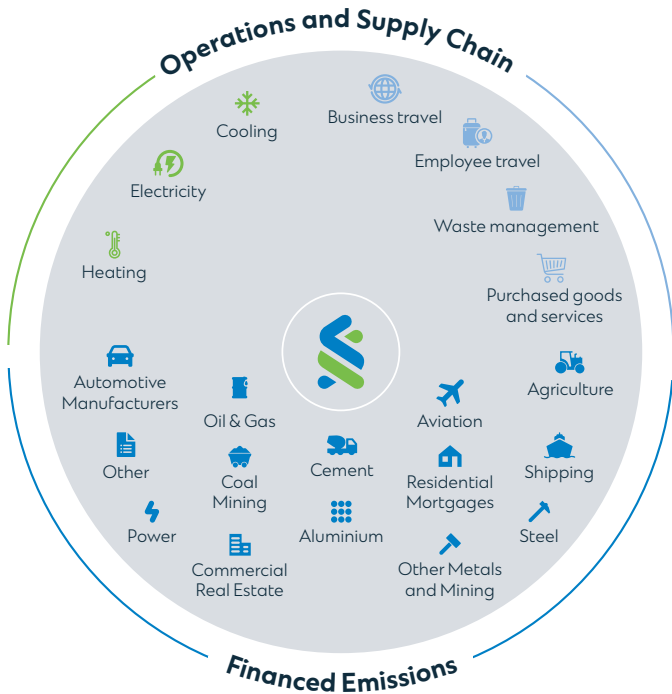 Operations and Supply Chain
Cooling
Business travel
Employee travel
Electricity
Waste management
Heating
Purchased goods
and services
Automotive
Manufacturers
Oil & Gas
Aviation
Agriculture
Other
Coal
Mining
Cement
Residential
Mortgages
Shipping
Power
Commercial
Real Estate
Aluminium
Other Metals
and Mining
Steel
Financed Emissions